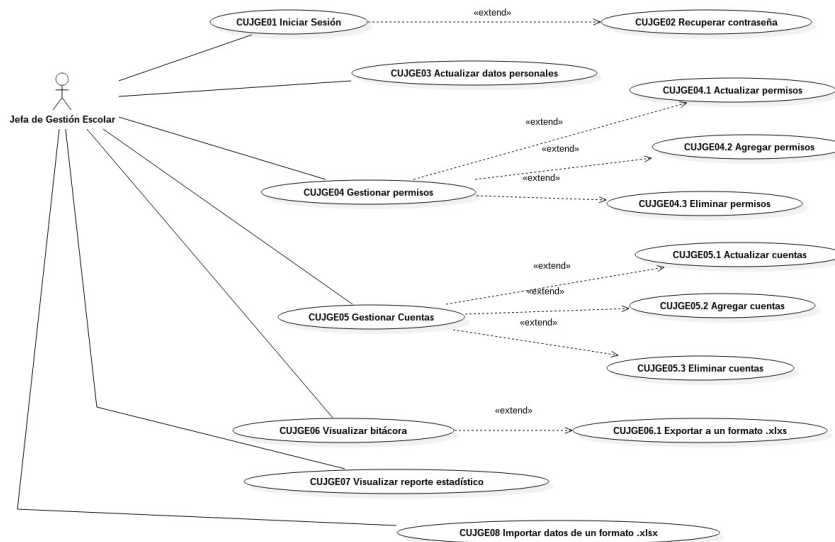 CUJGE01 Iniciar Sesión
«extend»
CUJGE02 Recuperar contraseña
CUJGE03 Actualizar datos personales
Jefa de Gestión Escolar
CUJGE04.1 Actualizar permisos
«extend»
CUJGE04.2 Agregar permisos
«extend»
CUJGE04 Gestionar permisos
«extend»
CUJGE04.3 Eliminar permisos
CUJGE05.1 Actualizar cuentas
«extend»
«extend»
CUJGE05.2 Agregar cuentas
CUJGE05 Gestionar Cuentas
«extend»
CUJGE05.3 Eliminar cuentas
CUJGE06 Visualizar bitácora
«extend»
CUJGE06.1 Exportar a un formato .xlxs
CUJGE07 Visualizar reporte estadístico
CUJGE08 Importar datos de un formato .xlsx